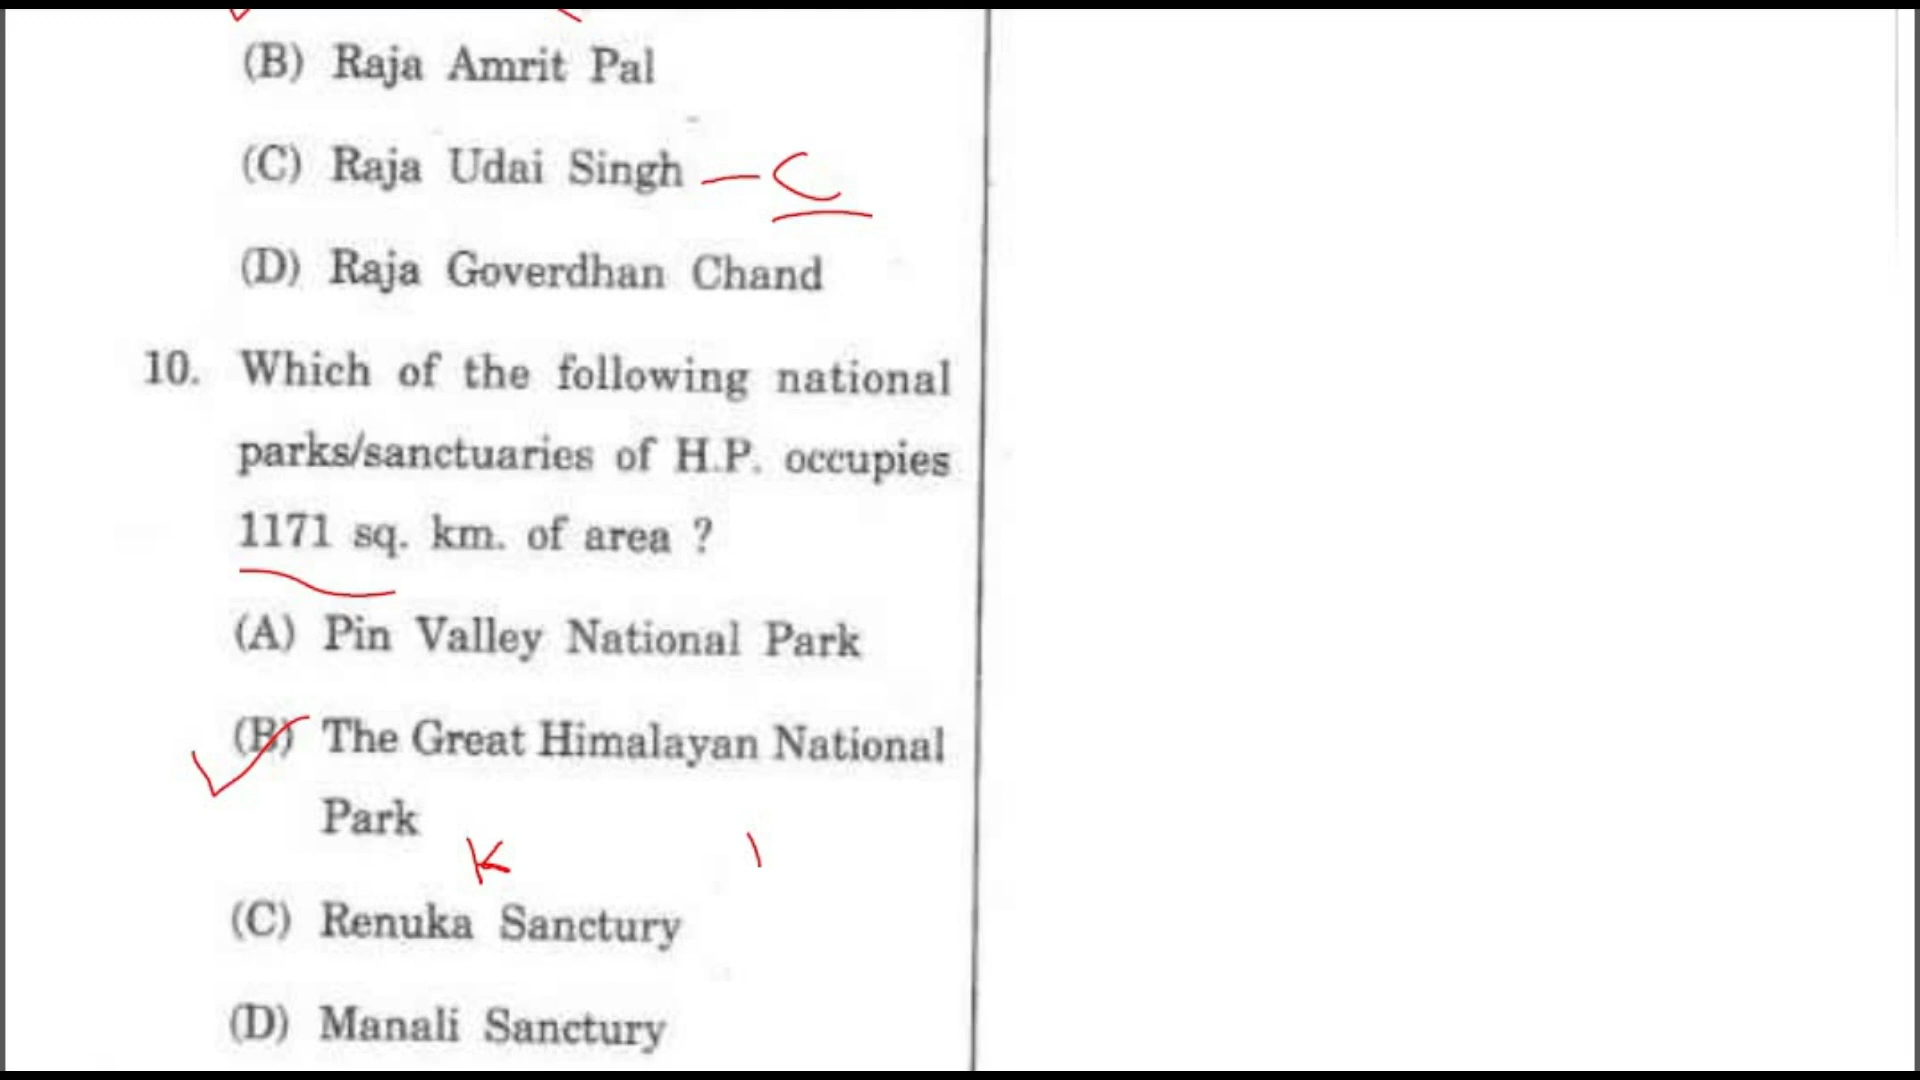 (B) Raja Amrit Pal
(C) Raja Udai Singh — C
(D) Raja Goverdhan Chand
10. Which of the following national
parks/sanctuaries of H.P. occupies
1171 sq. km. of area ?
(A) Pin Valley National Park
(B) The Great Himalayan National
Park
K
(C) Renuka Sanctury
(D) Manali Sanctury